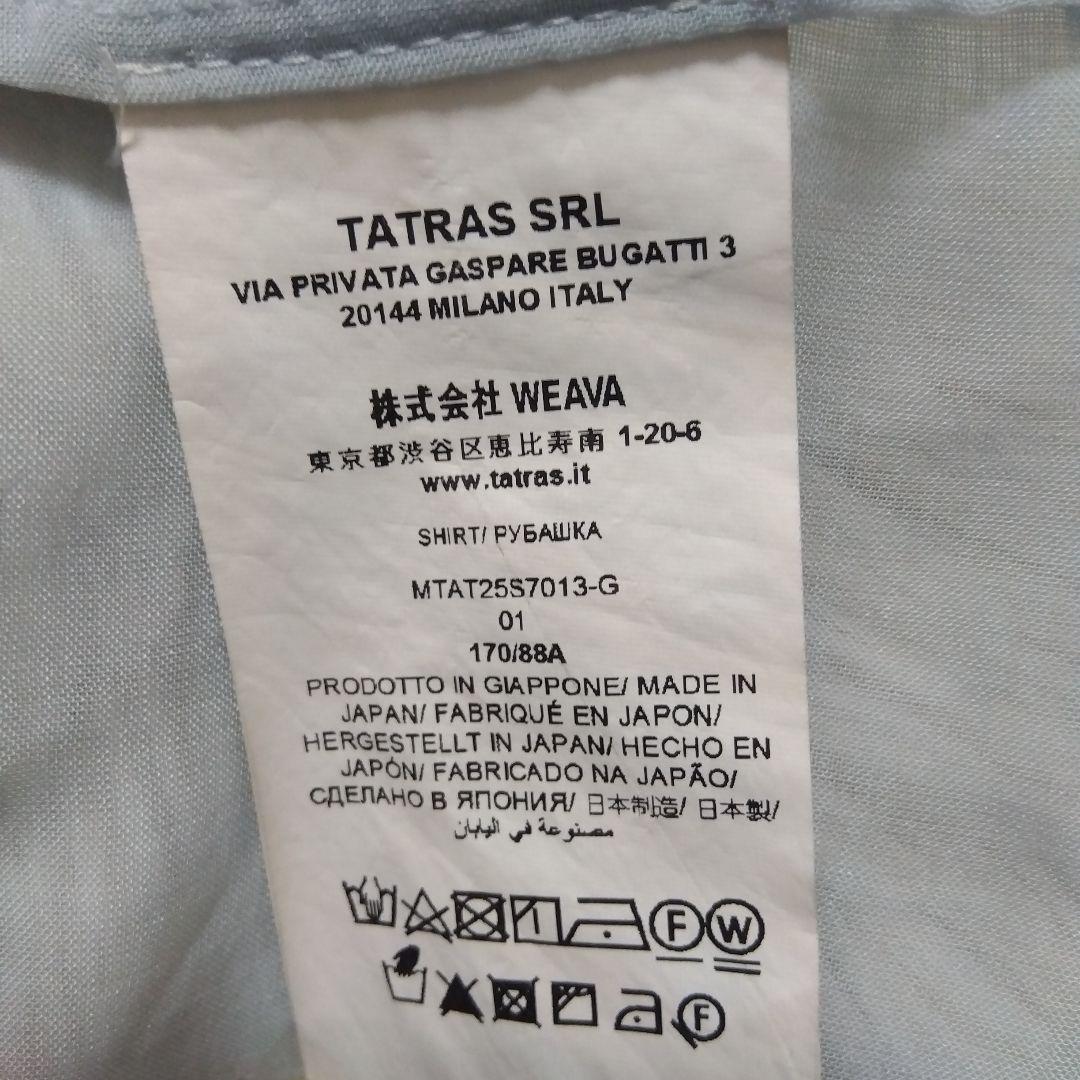 TATRAS SRL
VIA PRIVATA GASPARE BUGATTI 3
20144 MILANO ITALY
株式会社 WEAVA
東京都渋谷区恵比寿南 1-20-6
www.tatras.it
SHIRT/ РУБАШКА
MTAT25S7013-G
01
170/88A
PRODOTTO IN GIAPPONE/ MADE IN
JAPAN/ FABRIQUÉ EN JAPON/
HERGESTELLT IN JAPAN/ HECHO EN
JAPÓN/ FABRICADO NA JAPÃO/
СДЕЛАНО В ЯПОНИЯ/ 日本制造/ 日本製/
مصنوعة في اليابان
F W
F